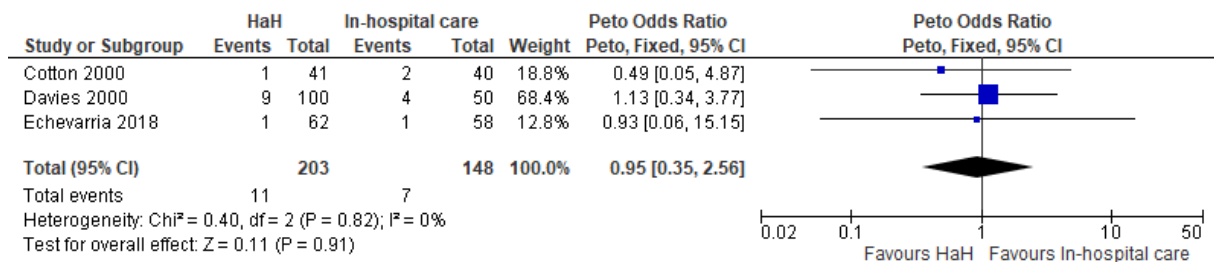 HaH In-hospital care Peto Odds Ratio Peto Odds Ratio
Study or Subgroup Events Total Events Total Weight Peto, Fixed, 95% CI Peto, Fixed, 95% CI
Cotton 2000 1 41 2 40 18.8% 0.49 [0.05, 4.87]
Davies 2000 9 100 4 50 68.4% 1.13 [0.34, 3.77]
Echevarria 2018 1 62 1 58 12.8% 0.93 [0.06, 15.15]
Total (95% CI) 203 148 100.0% 0.95 [0.35, 2.56]
Total events 11 7
Heterogeneity: Chi² = 0.40, df = 2 (P = 0.82); I² = 0%
Test for overall effect: Z = 0.11 (P = 0.91)
0.02 0.1 1 10 50
Favours HaH Favours In-hospital care